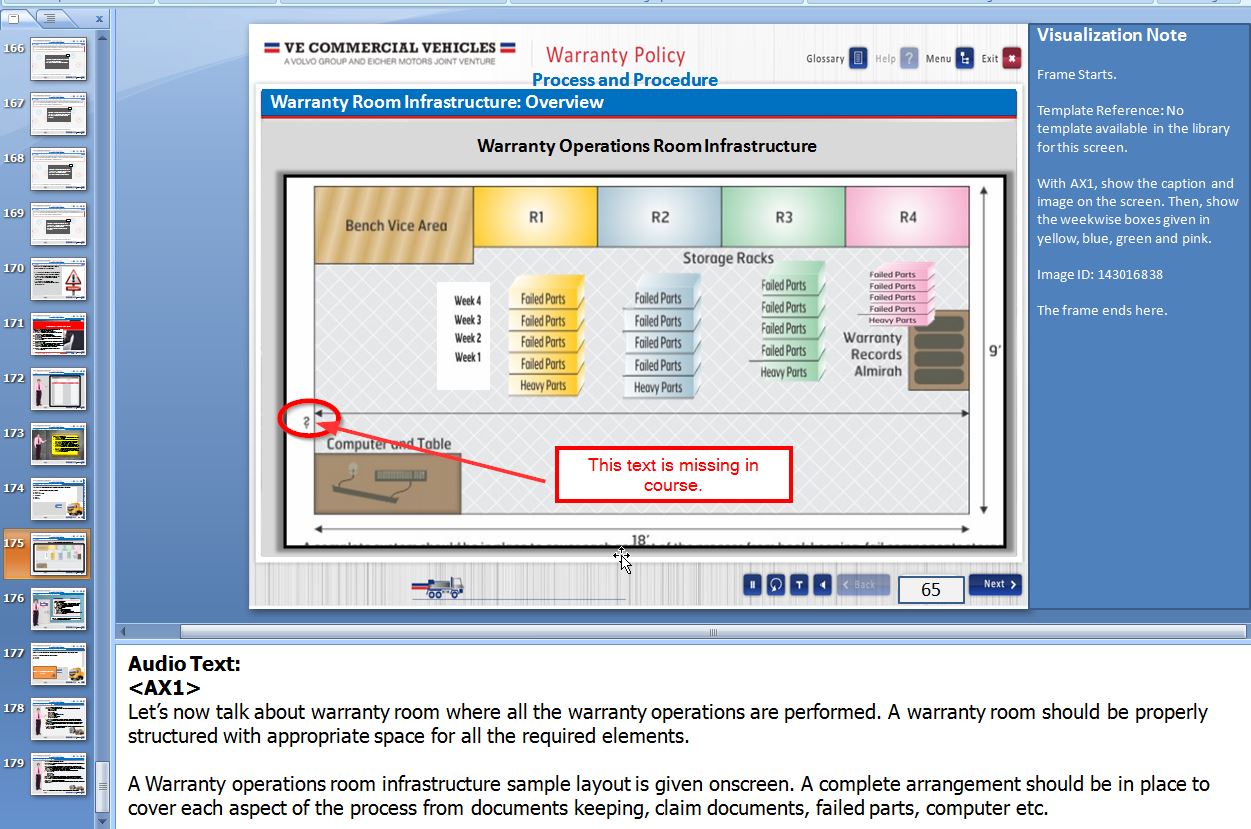 x
166
167
168
169
170
171
172
173
174
175
176
177
178
179
VE COMMERCIAL VEHICLES
A VOLVO GROUP AND EICHER MOTORS JOINT VENTURE
Warranty Policy
Process and Procedure
Glossary Help ? Menu Exit
Warranty Room Infrastructure: Overview
Warranty Operations Room Infrastructure
Bench Vice Area R1 R2 R3 R4
Storage Racks
Week 4
Week 3
Week 2
Week 1
Failed Parts
Failed Parts
Failed Parts
Failed Parts
Heavy Parts
Failed Parts
Failed Parts
Failed Parts
Failed Parts
Heavy Parts
Failed Parts
Failed Parts
Failed Parts
Failed Parts
Heavy Parts
Failed Parts
Failed Parts
Failed Parts
Failed Parts
Heavy Parts
Warranty
Records
Almirah
9'
?
Computer and Table
This text is missing in
course.
18'
T
Back
65
Next
Visualization Note
Frame Starts.
Template Reference: No
template available in the library
for this screen.
With AX1, show the caption and
image on the screen. Then, show
the weekwise boxes given in
yellow, blue, green and pink.
Image ID: 143016838
The frame ends here.
Audio Text:
<AX1>
Let's now talk about warranty room where all the warranty operations are performed. A warranty room should be properly
structured with appropriate space for all the required elements.
A Warranty operations room infrastructure sample layout is given onscreen. A complete arrangement should be in place to
cover each aspect of the process from documents keeping, claim documents, failed parts, computer etc.